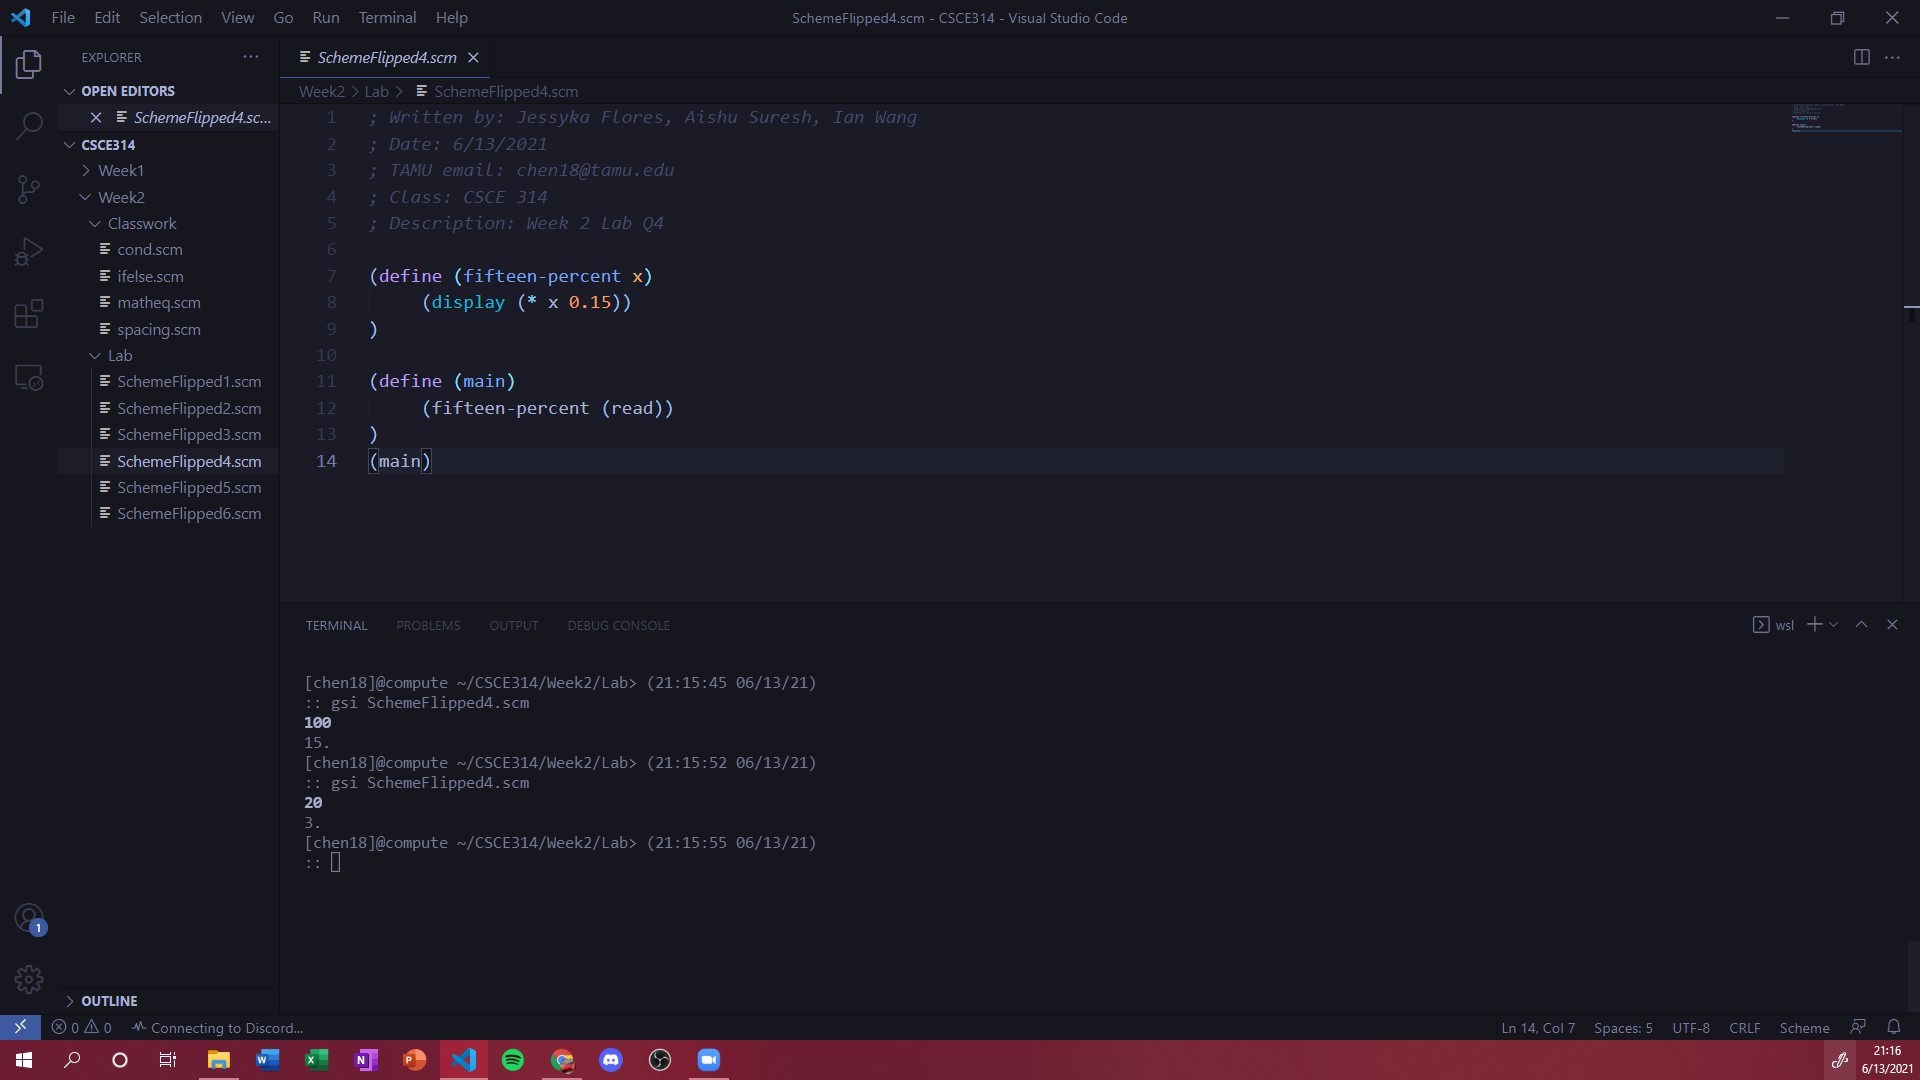 File Edit Selection View Go Run Terminal Help
SchemeFlipped4.scm - CSCE314 - Visual Studio Code
EXPLORER
OPEN EDITORS
SchemeFlipped4.sc...
CSCE314
Week1
Week2
Classwork
cond.scm
ifelse.scm
matheq.scm
spacing.scm
Lab
SchemeFlipped1.scm
SchemeFlipped2.scm
SchemeFlipped3.scm
SchemeFlipped4.scm
SchemeFlipped5.scm
SchemeFlipped6.scm
OUTLINE
SchemeFlipped4.scm
Week2 > Lab > SchemeFlipped4.scm
1 ; Written by: Jessyka Flores, Aishu Suresh, Ian Wang
2 ; Date: 6/13/2021
3 ; TAMU email: chen18@tamu.edu
4 ; Class: CSCE 314
5 ; Description: Week 2 Lab Q4
6
7 (define (fifteen-percent x)
8 (display (* x 0.15))
9 )
10
11 (define (main)
12 (fifteen-percent (read))
13 )
14 (main)
TERMINAL PROBLEMS OUTPUT DEBUG CONSOLE
wsl
[chen18]@compute ~/CSCE314/Week2/Lab> (21:15:45 06/13/21)
:: gsi SchemeFlipped4.scm
100
15.
[chen18]@compute ~/CSCE314/Week2/Lab> (21:15:52 06/13/21)
:: gsi SchemeFlipped4.scm
20
3.
[chen18]@compute ~/CSCE314/Week2/Lab> (21:15:55 06/13/21)
::
1
0 0 Connecting to Discord...
Ln 14, Col 7 Spaces: 5 UTF-8 CRLF Scheme
21:16
6/13/2021